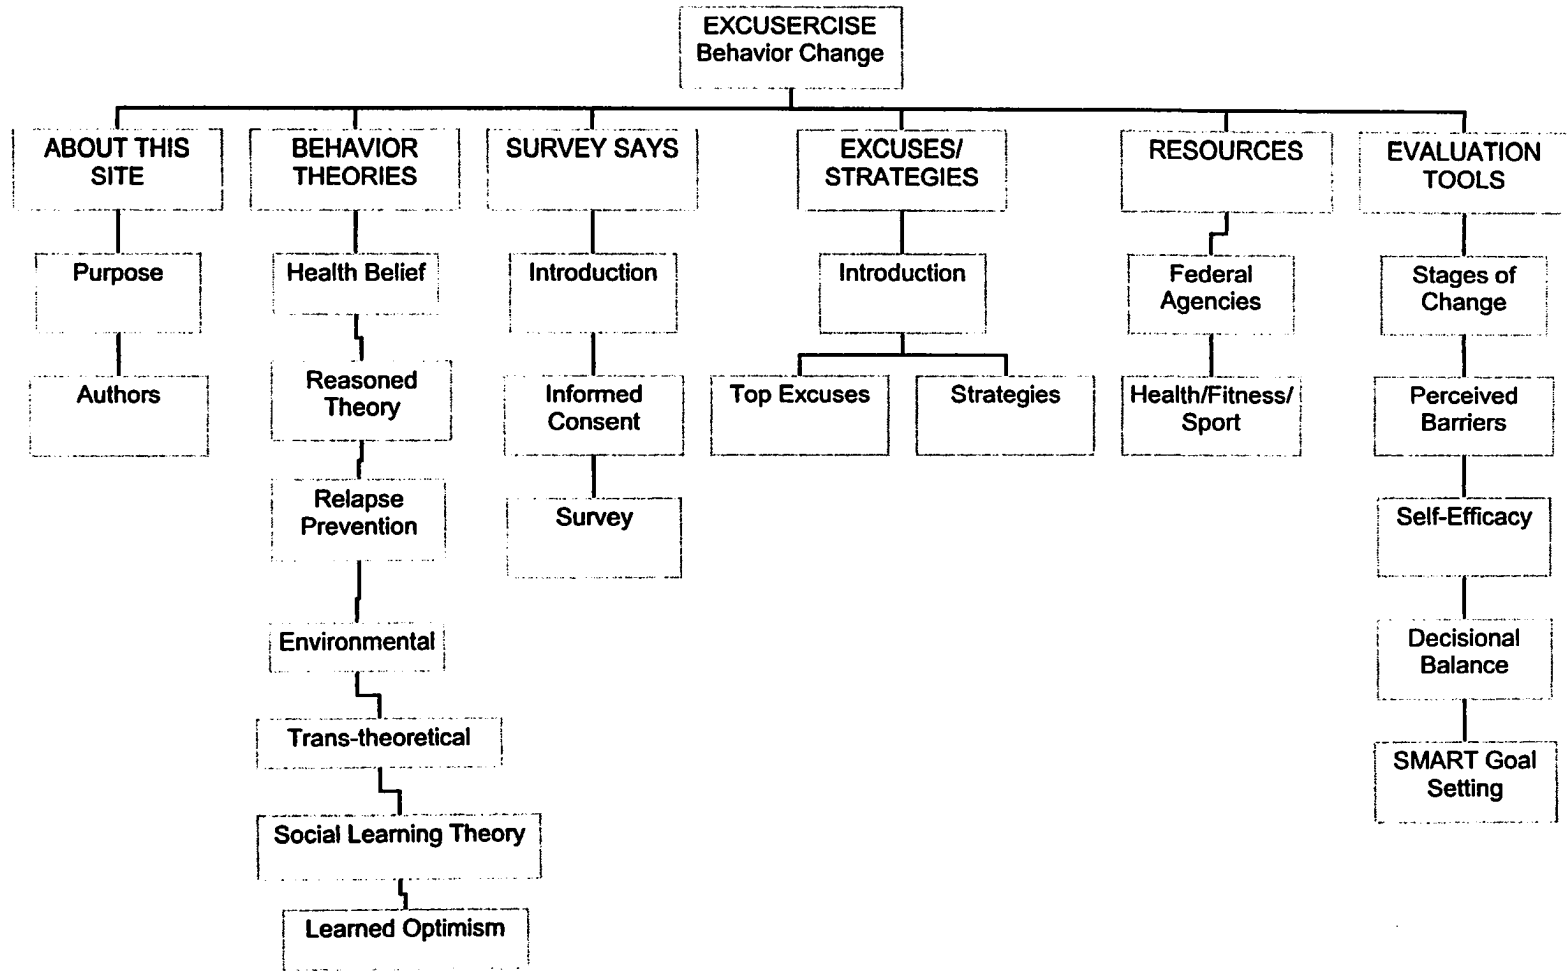 EXCUSERCISE
Behavior Change
ABOUT THIS
SITE
BEHAVIOR
THEORIES
SURVEY SAYS
EXCUSES/
STRATEGIES
RESOURCES
EVALUATION
TOOLS
Purpose
Health Belief
Introduction
Introduction
Federal
Agencies
Stages of
Change
Authors
Reasoned
Theory
Informed
Consent
Top Excuses
Strategies
Health/Fitness/
Sport
Perceived
Barriers
Relapse
Prevention
Survey
Self-Efficacy
Environmental
Decisional
Balance
Trans-theoretical
SMART Goal
Setting
Social Learning Theory
Learned Optimism